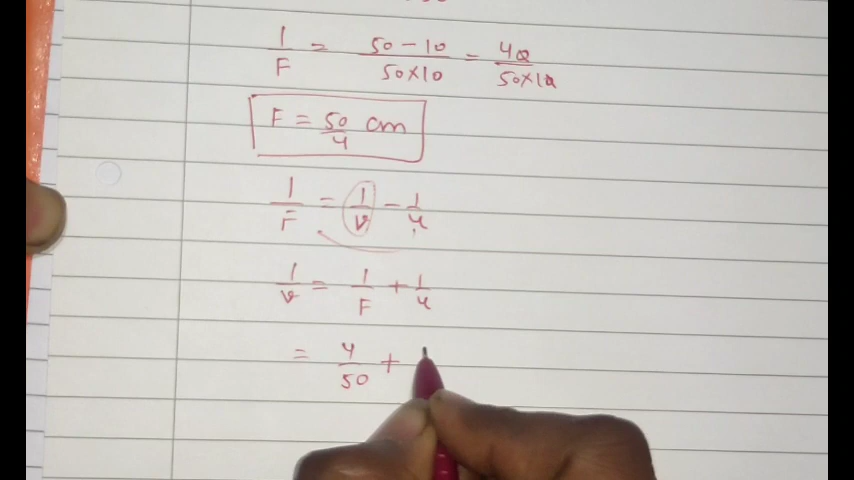 1/F = 50-10/50×10 = 40/50×10
F = 50/4 cm
1/F = 1/v - 1/u
1/v = 1/F + 1/u
= 4/50 +